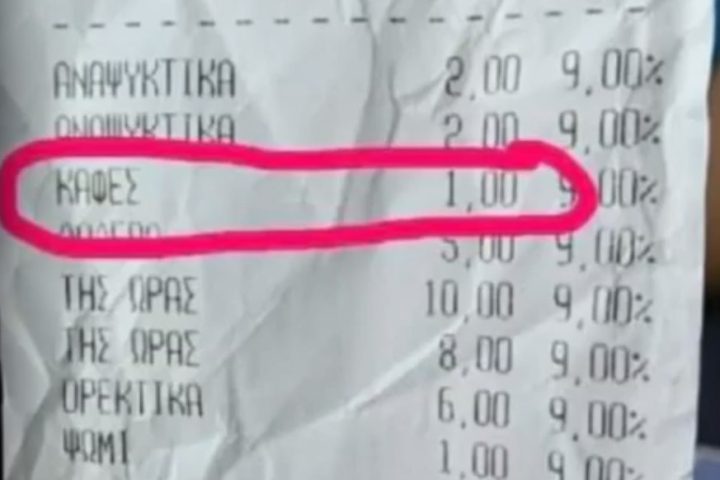 ΑΝΑΨΥΚΤΙΚΑ 2,00 9,00%
ΑΝΑΨΥΚΤΙΚΑ 2,00 9,00%
ΚΑΦΕΣ 1,00 9,00%
9,00%
ΤΗΣ ΩΡΑΣ 10,00 9,00%
ΤΗΣ ΩΡΑΣ 8,00 9,00%
ΟΡΕΚΤΙΚΑ 6,00 9,00%
ΨΩΜΙ 1,00 9,00%